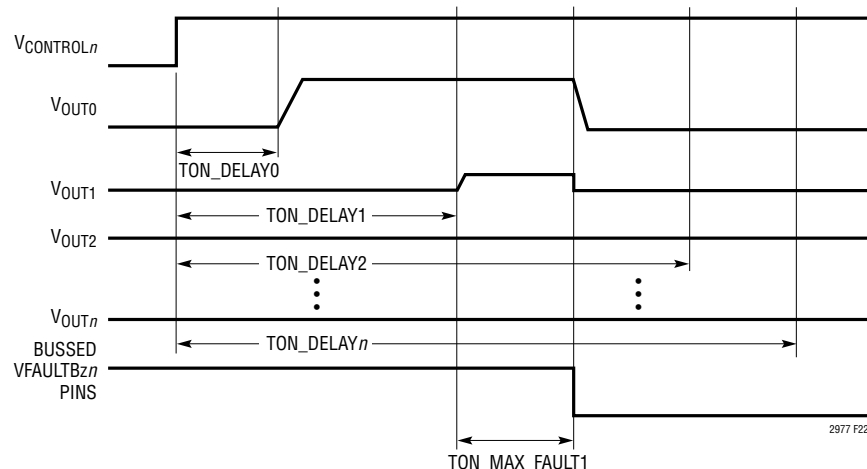 VCONTROLn
VOUT0
TON_DELAY0
VOUT1
TON_DELAY1
VOUT2
TON_DELAY2
VOUTn
TON_DELAYn
BUSSED
VFAULTBzn
PINS
2977 F22
TON_MAX_FAULT1